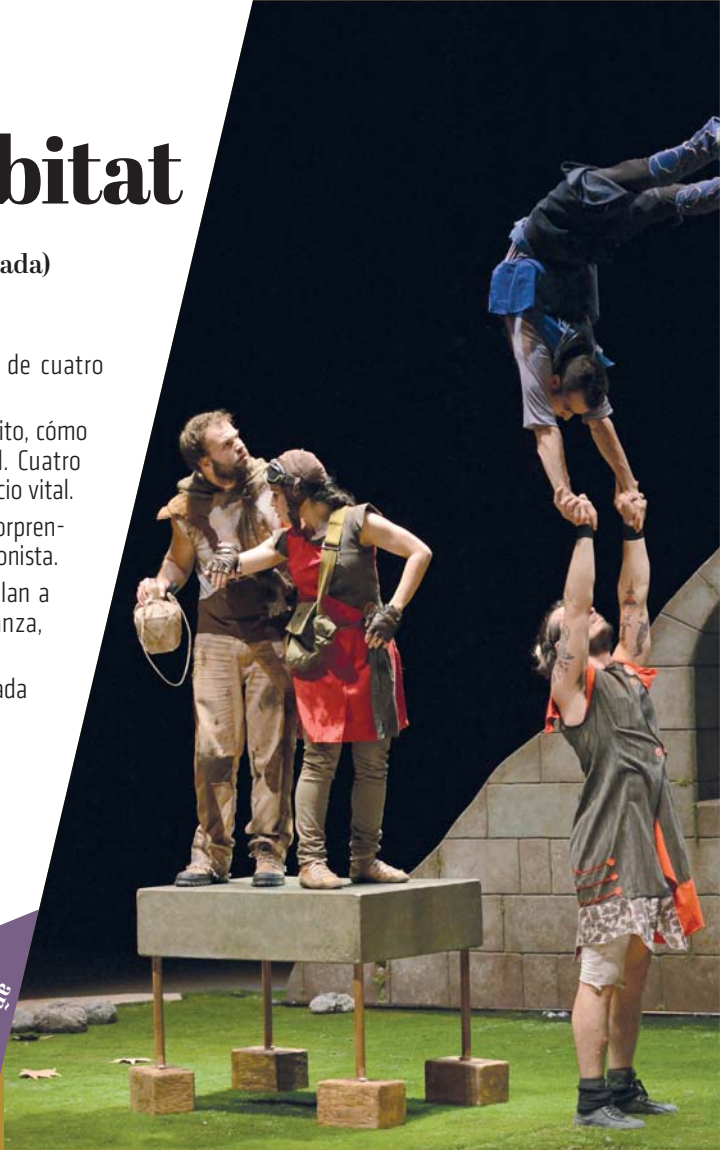 bitat
ada)
de cuatro
ito, cómo
l. Cuatro
cio vital.
orpren-
onista.
lan a
anza,
ada